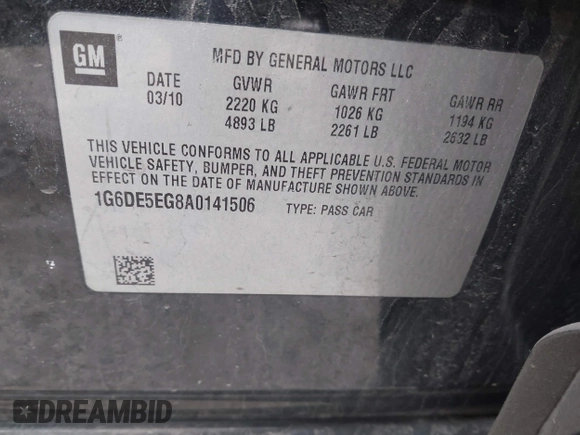 GM ®
MFD BY GENERAL MOTORS LLC
DATE GVWR GAWR FRT GAWR RR
03/10 2220 KG 1026 KG 1194 KG
4893 LB 2261 LB 2632 LB
THIS VEHICLE CONFORMS TO ALL APPLICABLE U.S. FEDERAL MOTOR
VEHICLE SAFETY, BUMPER, AND THEFT PREVENTION STANDARDS IN
EFFECT ON THE DATE OF MANUFACTURE SHOWN ABOVE.
1G6DE5EG8A0141506 TYPE: PASS CAR
DREAMBID